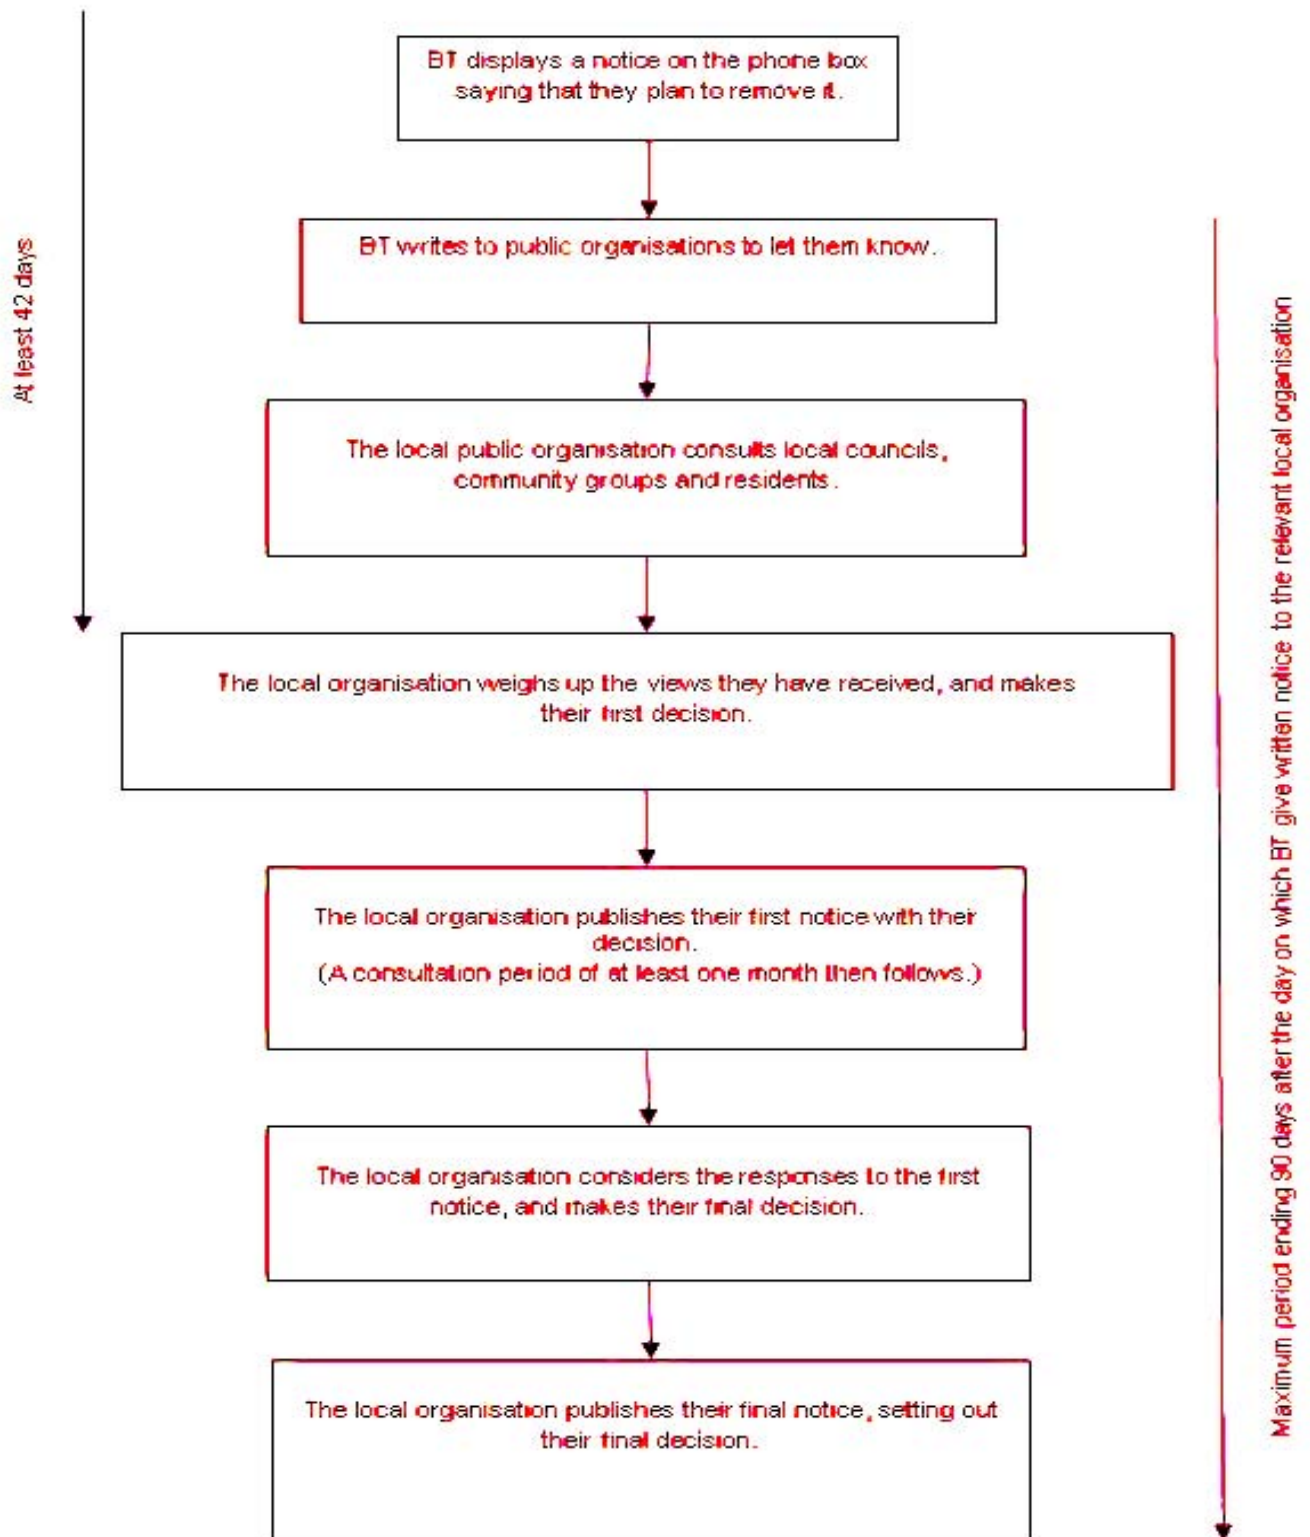 BT displays a notice on the phone box
saying that they plan to remove it.
BT writes to public organisations to let them know.
At least 42 days
The local public organisation consults local councils,
community groups and residents.
The local organisation weighs up the views they have received, and makes
their first decision.
The local organisation publishes their first notice with their
decision.
(A consultation period of at least one month then follows.)
The local organisation considers the responses to the first
notice, and makes their final decision.
The local organisation publishes their final notice, setting out
their final decision.
Maximum period ending 90 days after the day on which BT give written notice to the relevant local organisation